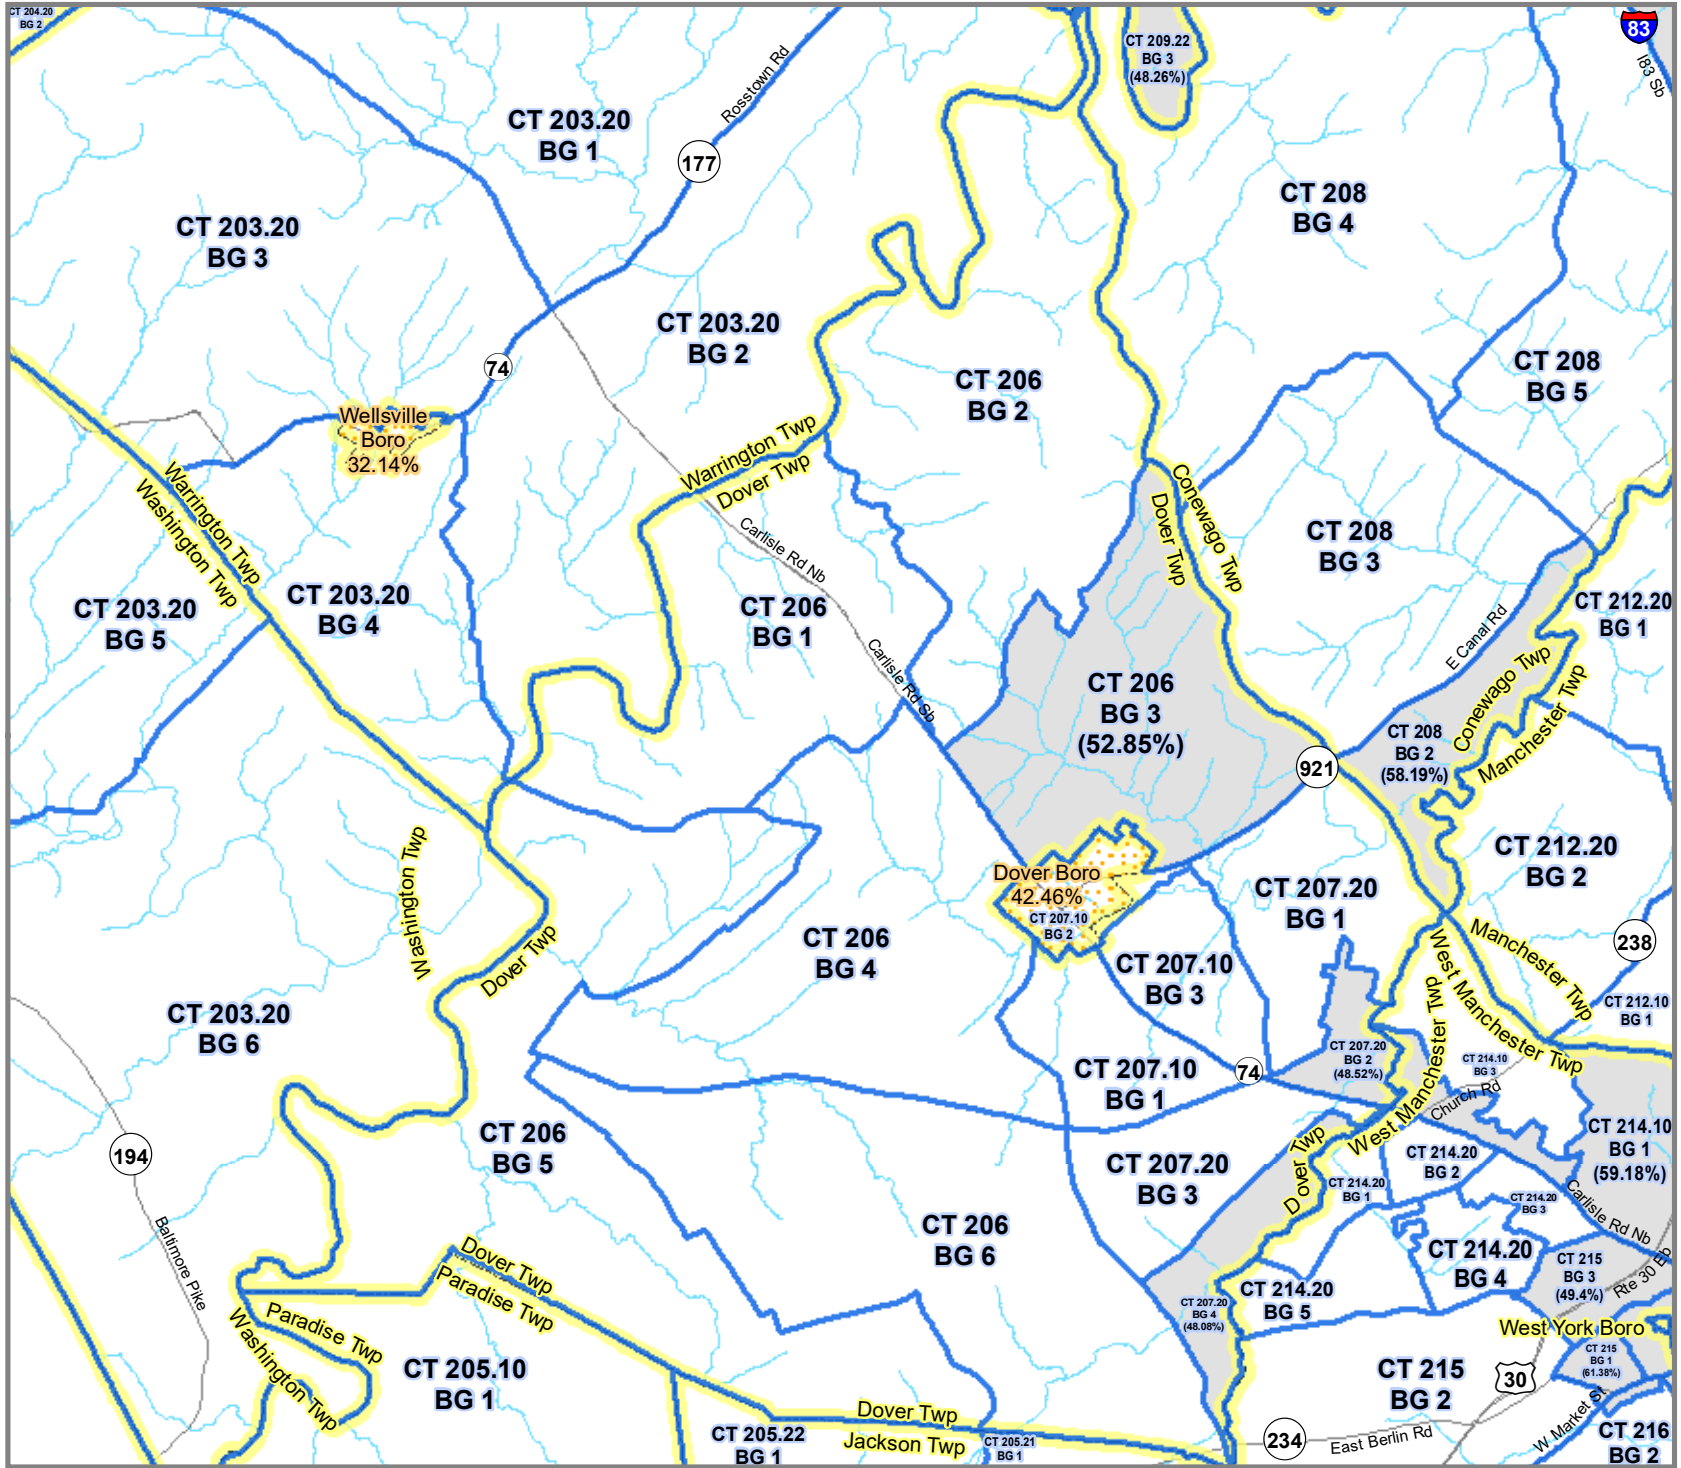 CT 204.20
BG 2
83
I83 Sb
CT 209.22
BG 3
(48.26%)
Rosstown Rd
CT 203.20
BG 1
177
CT 208
BG 4
CT 203.20
BG 3
CT 203.20
BG 2
74
CT 206
BG 2
CT 208
BG 5
Wellsville
Boro
32.14%
Warrington Twp
Dover Twp
Warrington Twp
Washington Twp
Conewago Twp
Dover Twp
Carlisle Rd Nb
CT 208
BG 3
CT 203.20
BG 5
CT 203.20
BG 4
CT 206
BG 1
CT 212.20
BG 1
E Canal Rd
Carlisle Rd Sb
Conewago Twp
Manchester Twp
CT 206
BG 3
(52.85%)
CT 208
BG 2
(58.19%)
921
Washington Twp
Dover Twp
CT 212.20
BG 2
Dover Boro
42.46%
CT 207.10
BG 2
CT 207.20
BG 1
CT 206
BG 4
CT 207.10
BG 3
Manchester Twp
West Manchester Twp
238
CT 203.20
BG 6
CT 212.10
BG 1
CT 207.20
BG 2
(48.52%)
West Manchester Twp
CT 214.10
BG 3
Church Rd
CT 207.10
BG 1
74
CT 206
BG 5
194
CT 214.10
BG 1
(59.18%)
Dover Twp
CT 207.20
BG 3
CT 214.20
BG 2
CT 214.20
BG 1
CT 214.20
BG 3
Carlisle Rd Nb
Baltimore Pike
CT 206
BG 6
CT 214.20
BG 4
CT 215
BG 3
(49.4%)
Rte 30 Eb
Dover Twp
Paradise Twp
Paradise Twp
Washington Twp
CT 207.20
BG 4
(48.08%)
CT 214.20
BG 5
West York Boro
CT 215
BG 1
(61.38%)
CT 205.10
BG 1
CT 215
BG 2
30
W Market St
Dover Twp
Jackson Twp
CT 205.22
BG 1
CT 205.21
BG 1
234
East Berlin Rd
CT 216
BG 2